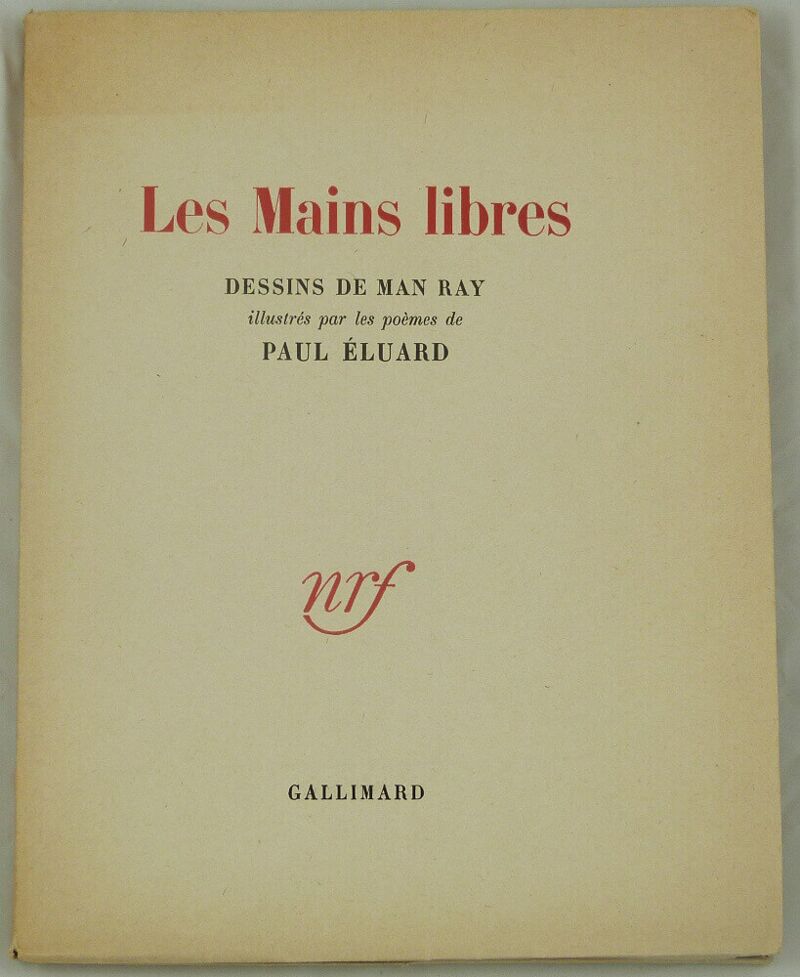 Les Mains libres
DESSINS DE MAN RAY
illustrés par les poèmes de
PAUL ÉLUARD
nrf
GALLIMARD